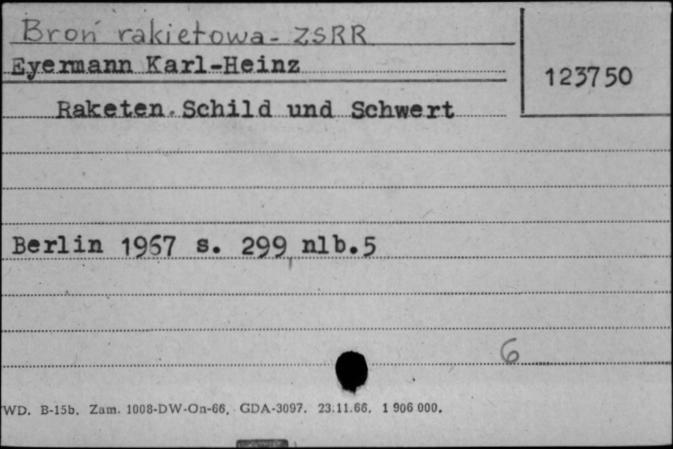 Broń rakietowa - ZSRR
Eyermann Karl-Heinz
123750
Raketen. Schild und Schwert
Berlin 1967 s. 299, nlb.5
6
WD. B-15b. Zam. 1008-DW-On-66. GDA-3097. 23.11.66. 1 906 000.